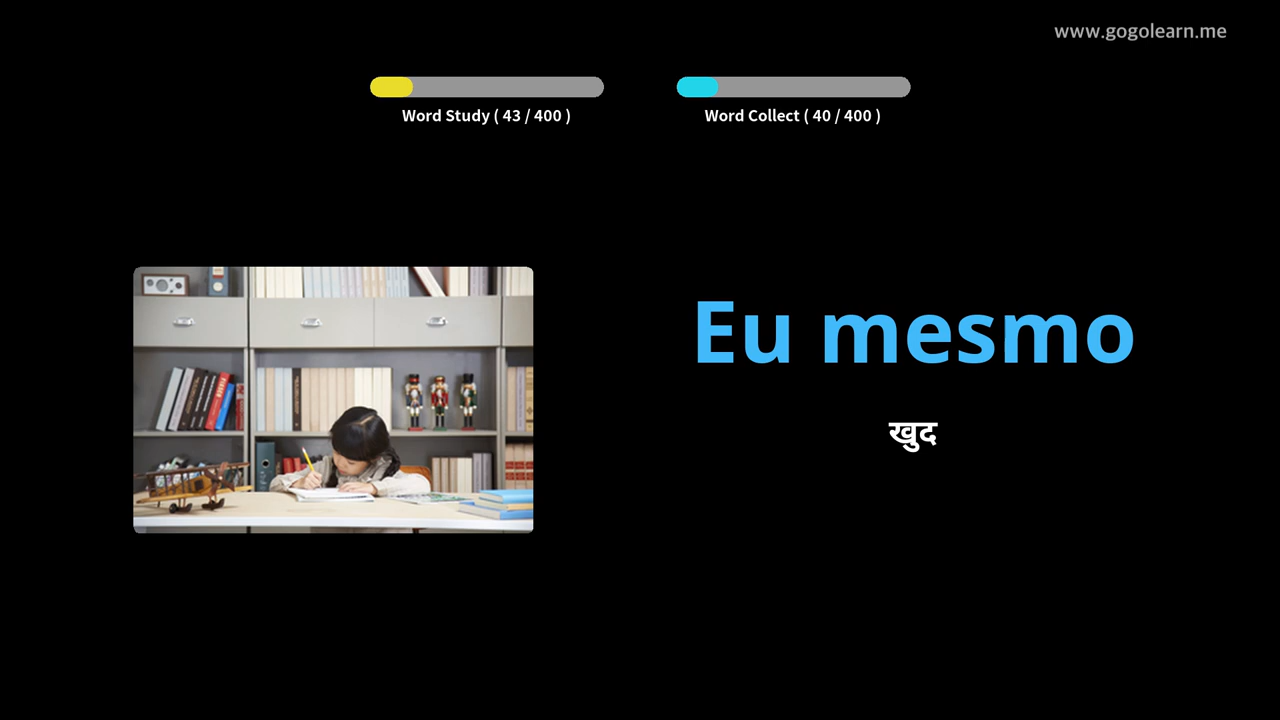 www.gogolearn.me
Word Study ( 43 / 400 )
Word Collect ( 40 / 400 )
Eu mesmo
खुद